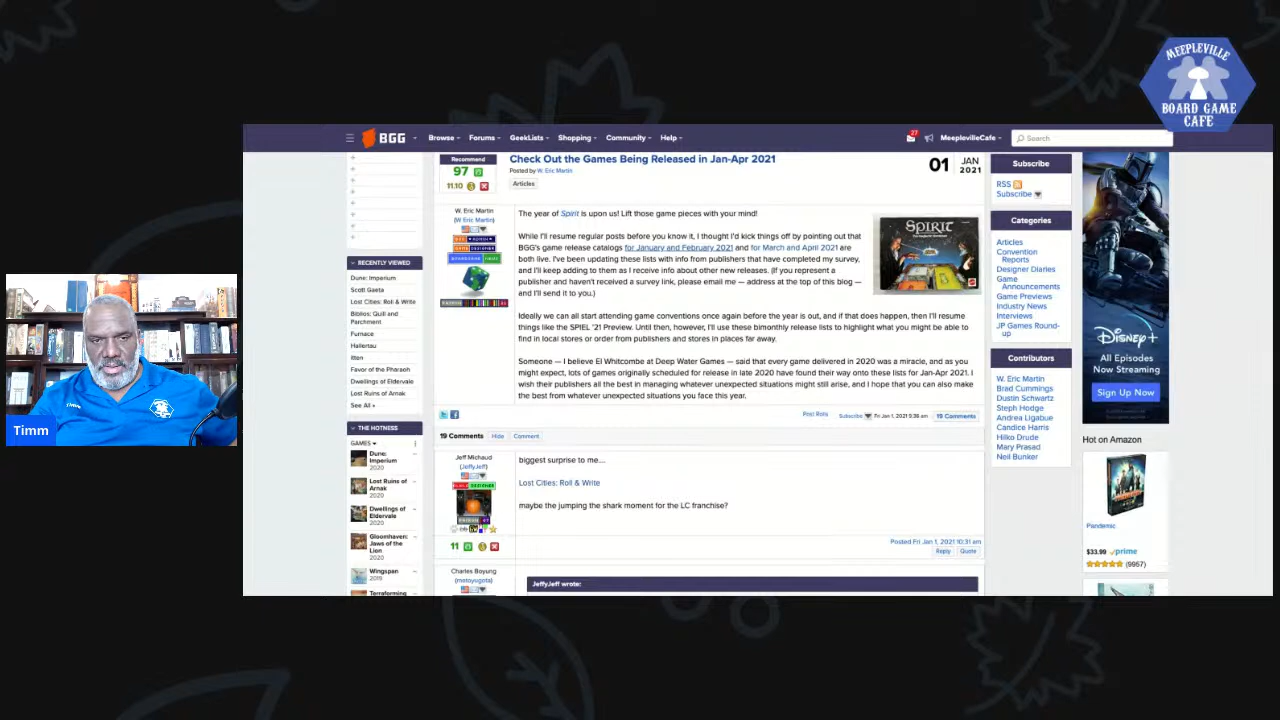 MEEPLEVILLE
BOARD GAME
CAFE
Timm
BGG
Browse
Forums
GeekLists
Shopping
Community
Help
27
MeeplevilleCafe
Search
RECENTLY VIEWED
Dune: Imperium
Scott Gaeta
Lost Cities: Roll & Write
Biblios: Quill and
Parchment
Furnace
Hallertau
Iten
Favor of the Pharaoh
Dwellings of Eldervale
Lost Ruins of Arnak
See All »
THE HOTNESS
GAMES
Dune:
Imperium
2020
Lost Ruins of
Arnak
2020
Dwellings of
Eldervale
2020
Gloomhaven:
Jaws of the
Lion
2020
Wingspan
2019
Terraforming
Recommend
97
11.10
Check Out the Games Being Released in Jan-Apr 2021
Posted by W. Eric Martin
Articles
01
JAN
2021
W. Eric Martin
(W Eric Martin)
The year of Spirit is upon us! Lift those game pieces with your mind!
While I'll resume regular posts before you know it, I thought I'd kick things off by pointing out that
BGG's game release catalogs for January and February 2021 and for March and April 2021 are
both live. I've been updating these lists with info from publishers that have completed my survey,
and I'll keep adding to them as I receive info about other new releases. (If you represent a
publisher and haven't received a survey link, please email me — address at the top of this blog —
and I'll send it to you.)
Ideally we can all start attending game conventions once again before the year is out, and if that does happen, then I'll resume
things like the SPIEL '21 Preview. Until then, however, I'll use these bimonthly release lists to highlight what you might be able to
find in local stores or order from publishers and stores in places far away.
Someone — I believe El Whitcombe at Deep Water Games — said that every game delivered in 2020 was a miracle, and as you
might expect, lots of games originally scheduled for release in late 2020 have found their way onto these lists for Jan-Apr 2021. I
wish their publishers all the best in managing whatever unexpected situations might still arise, and I hope that you can also make
the best from whatever unexpected situations you face this year.
SPIRIT
Post Rolls
Subscribe
Fri Jan 1, 2021 9:36 am
19 Comments
19 Comments
Hide
Comment
Jeff Michaud
(JeffyJeff)
biggest surprise to me....
Lost Cities: Roll & Write
maybe the jumping the shark moment for the LC franchise?
11
Posted Fri Jan 1, 2021 10:31 am
Reply
Quote
Charles Boyung
(motoyugota)
JeffyJeff wrote:
Subscribe
RSS
Subscribe
Categories
Articles
Convention
Reports
Designer Diaries
Game
Announcements
Game Previews
Industry News
Interviews
JP Games Round-
up
Contributors
W. Eric Martin
Brad Cummings
Dustin Schwartz
Steph Hodge
Andrea Ligabue
Candice Harris
Hilko Drude
Mary Prasad
Neil Bunker
Disney+
All Episodes
Now Streaming
Sign Up Now
Hot on Amazon
Pandemic
$33.99 prime
(9957)